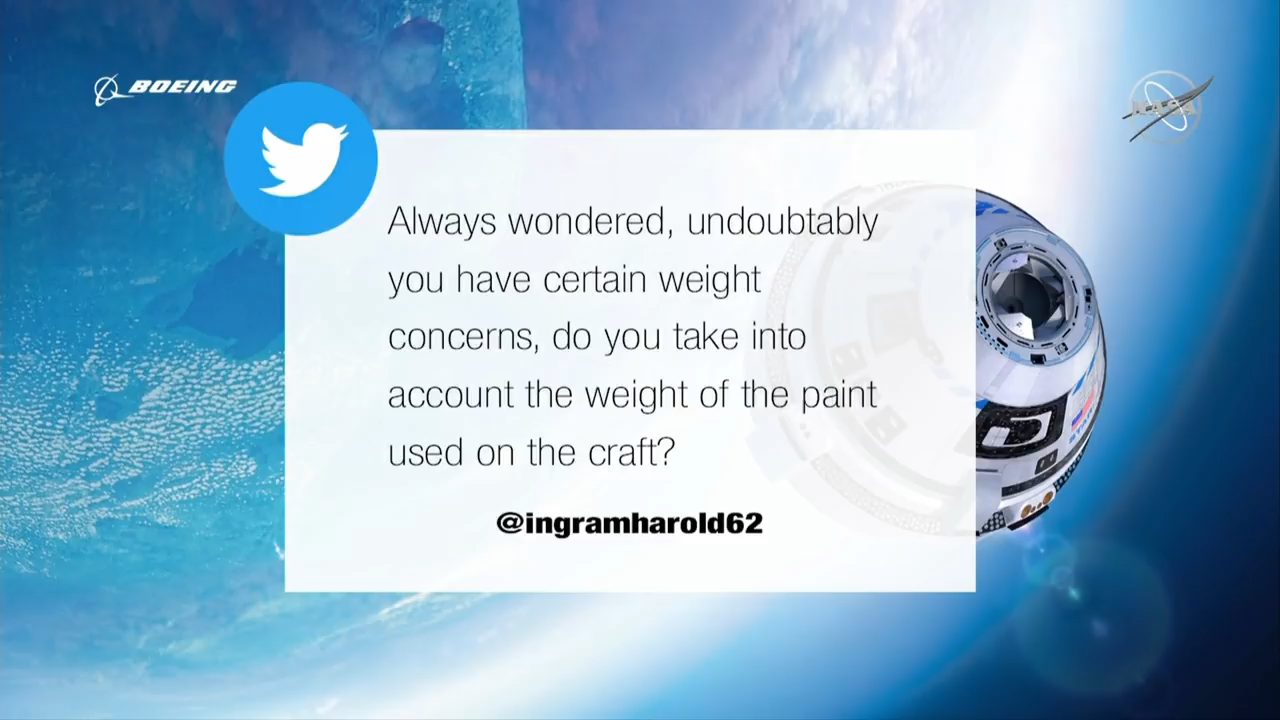 BOEING
NASA
Always wondered, undoubtably
you have certain weight
concerns, do you take into
account the weight of the paint
used on the craft?
@ingramharold62